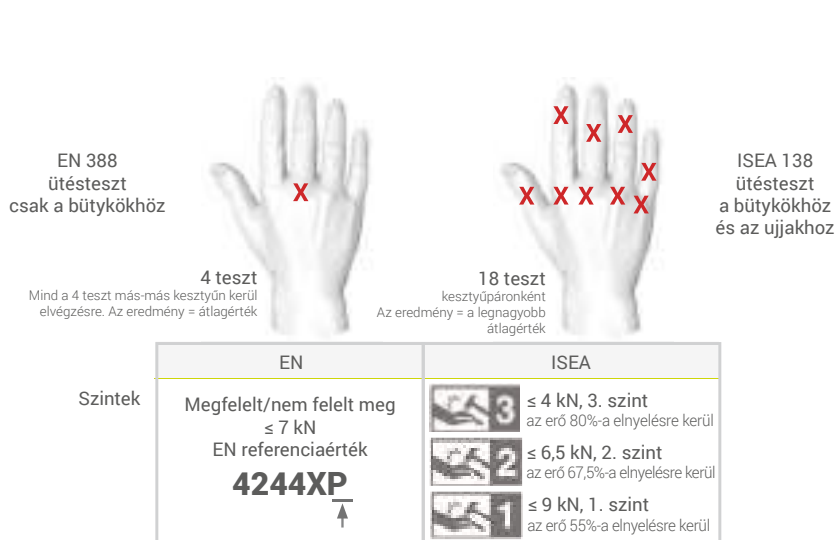 EN 388
ütésteszt
csak a bütykökhöz
X
4 teszt
Mind a 4 teszt más-más kesztyűn kerül
elvégzésre. Az eredmény = átlagérték
X X X
X
X X X X X
18 teszt
kesztyűpáronként
Az eredmény = a legnagyobb
átlagérték
ISEA 138
ütésteszt
a bütykökhöz
és az ujjakhoz
Szintek
EN
Megfelelt/nem felelt meg
≤ 7 kN
EN referenciaérték
4244XP
ISEA
3
≤ 4 kN, 3. szint
az erő 80%-a elnyelésre kerül
2
≤ 6,5 kN, 2. szint
az erő 67,5%-a elnyelésre kerül
1
≤ 9 kN, 1. szint
az erő 55%-a elnyelésre kerül